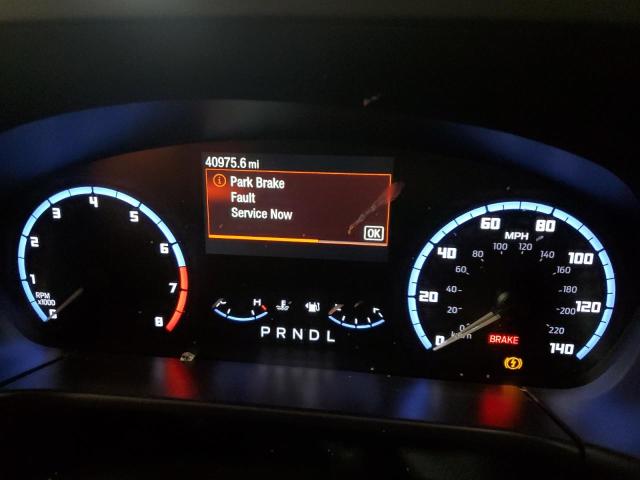 40975.6 mi
Park Brake
Fault
Service Now
OK
0 1 2 3 4 5 6 7 8
RPM
x1000
H
P R N D L
0 20 40 60 80 100 120 140
MPH
0 20 40 60 80 100 120 140 160 180 200 220
km/h
BRAKE